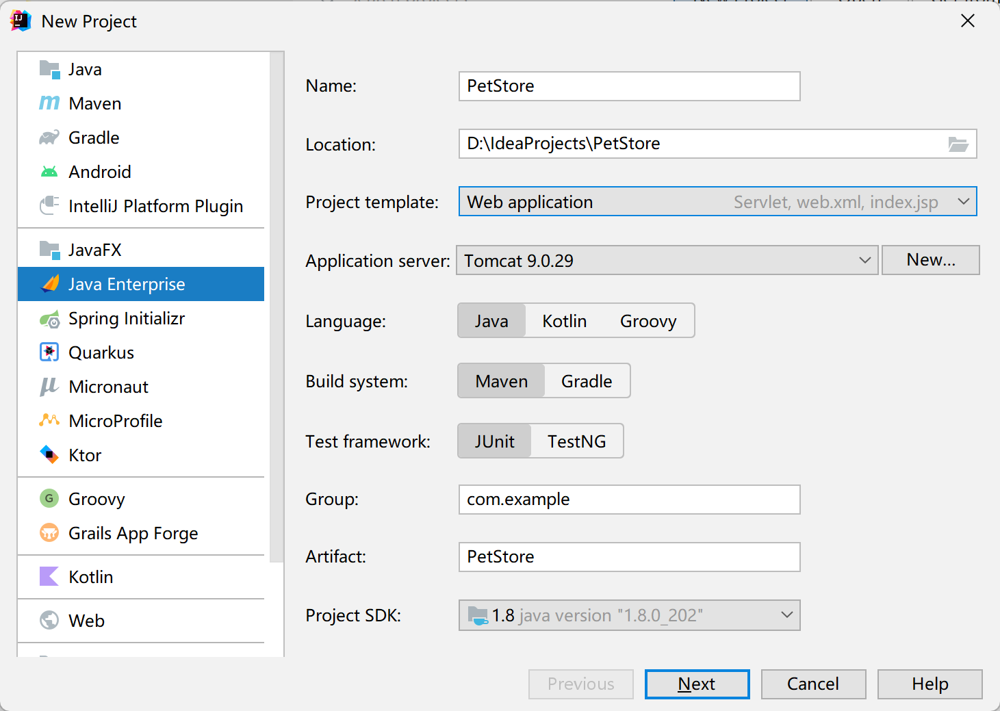 New Project
Java
Maven
Gradle
Android
IntelliJ Platform Plugin
JavaFX
Java Enterprise
Spring Initializr
Quarkus
Micronaut
MicroProfile
Ktor
G Groovy
Grails App Forge
Kotlin
Web
Name: PetStore
Location: D:\IdeaProjects\PetStore
Project template: Web application Servlet, web.xml, index.jsp
Application server: Tomcat 9.0.29 New...
Language: Java Kotlin Groovy
Build system: Maven Gradle
Test framework: JUnit TestNG
Group: com.example
Artifact: PetStore
Project SDK: 1.8 java version "1.8.0_202"
Previous Next Cancel Help